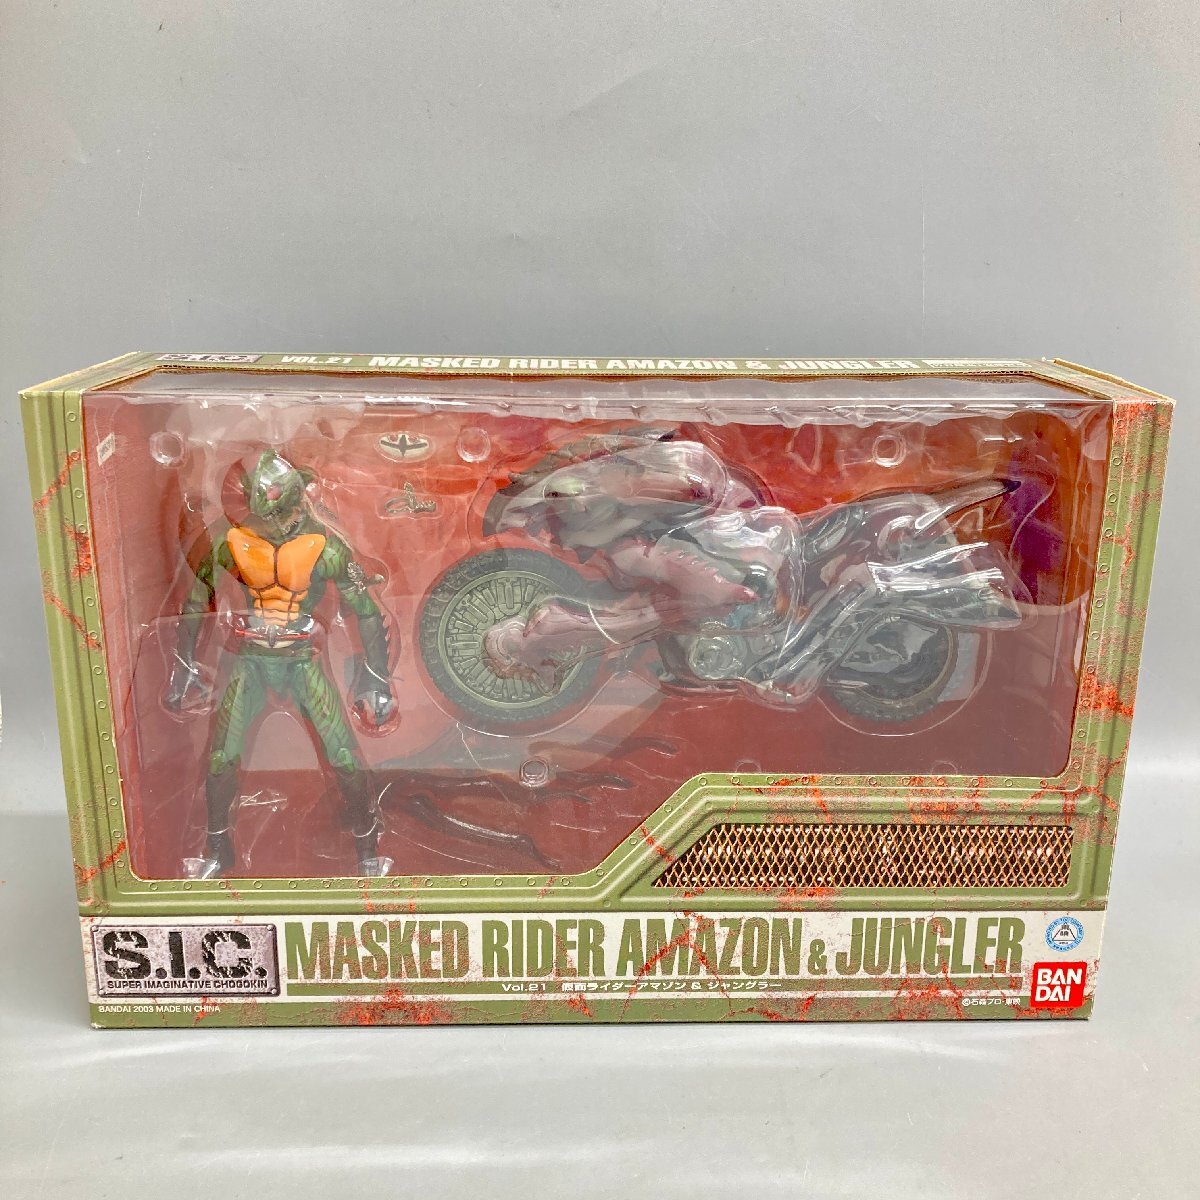 S.I.C.
VOL.21 MASKED RIDER AMAZON & JUNGLER
S.I.C.
SUPER IMAGINATIVE CHOGOKIN
MASKED RIDER AMAZON & JUNGLER
Vol.21 仮面ライダーアマゾン & ジャングラー
BANDAI 2003 MADE IN CHINA
©石森プロ・東映
BAN
DAI